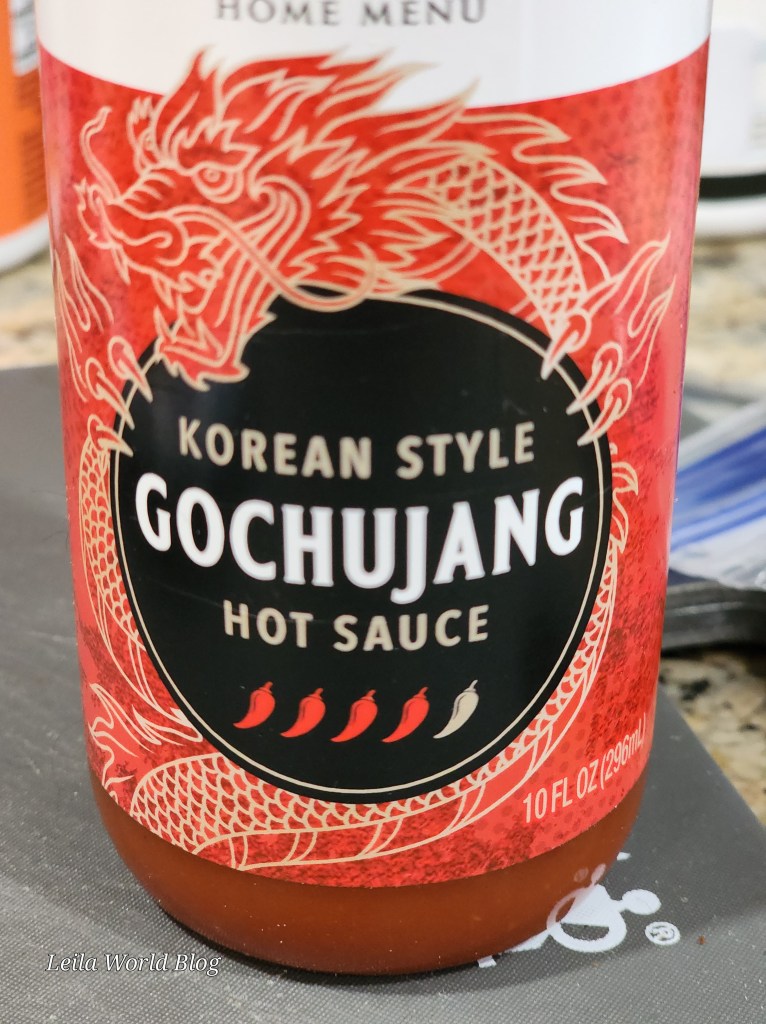 HOME MENU
KOREAN STYLE
GOCHUJANG
HOT SAUCE
10 FL OZ (296mL)
®
Leila World Blog